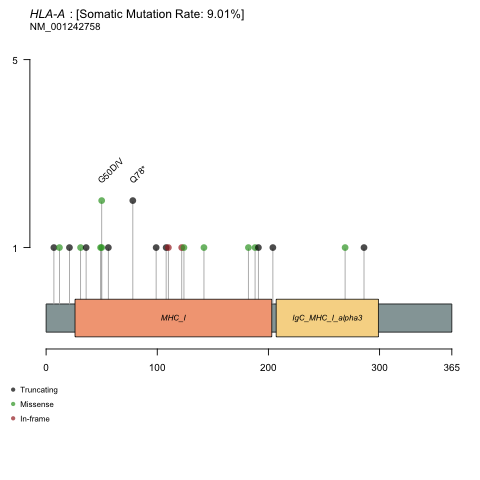 HLA-A : [Somatic Mutation Rate: 9.01%]
NM_001242758
5
G50D/V
Q78*
1
MHC_I
IgC_MHC_I_alpha3
0
100
200
300
365
Truncating
Missense
In-frame